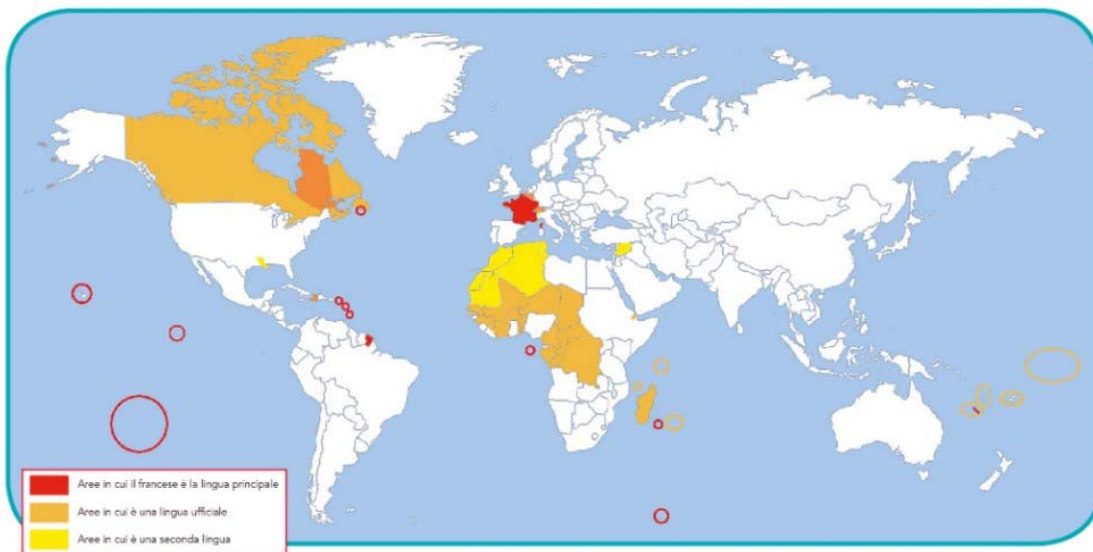 Aree in cui il francese è la lingua principale
Aree in cui è una lingua ufficiale
Aree in cui è una seconda lingua